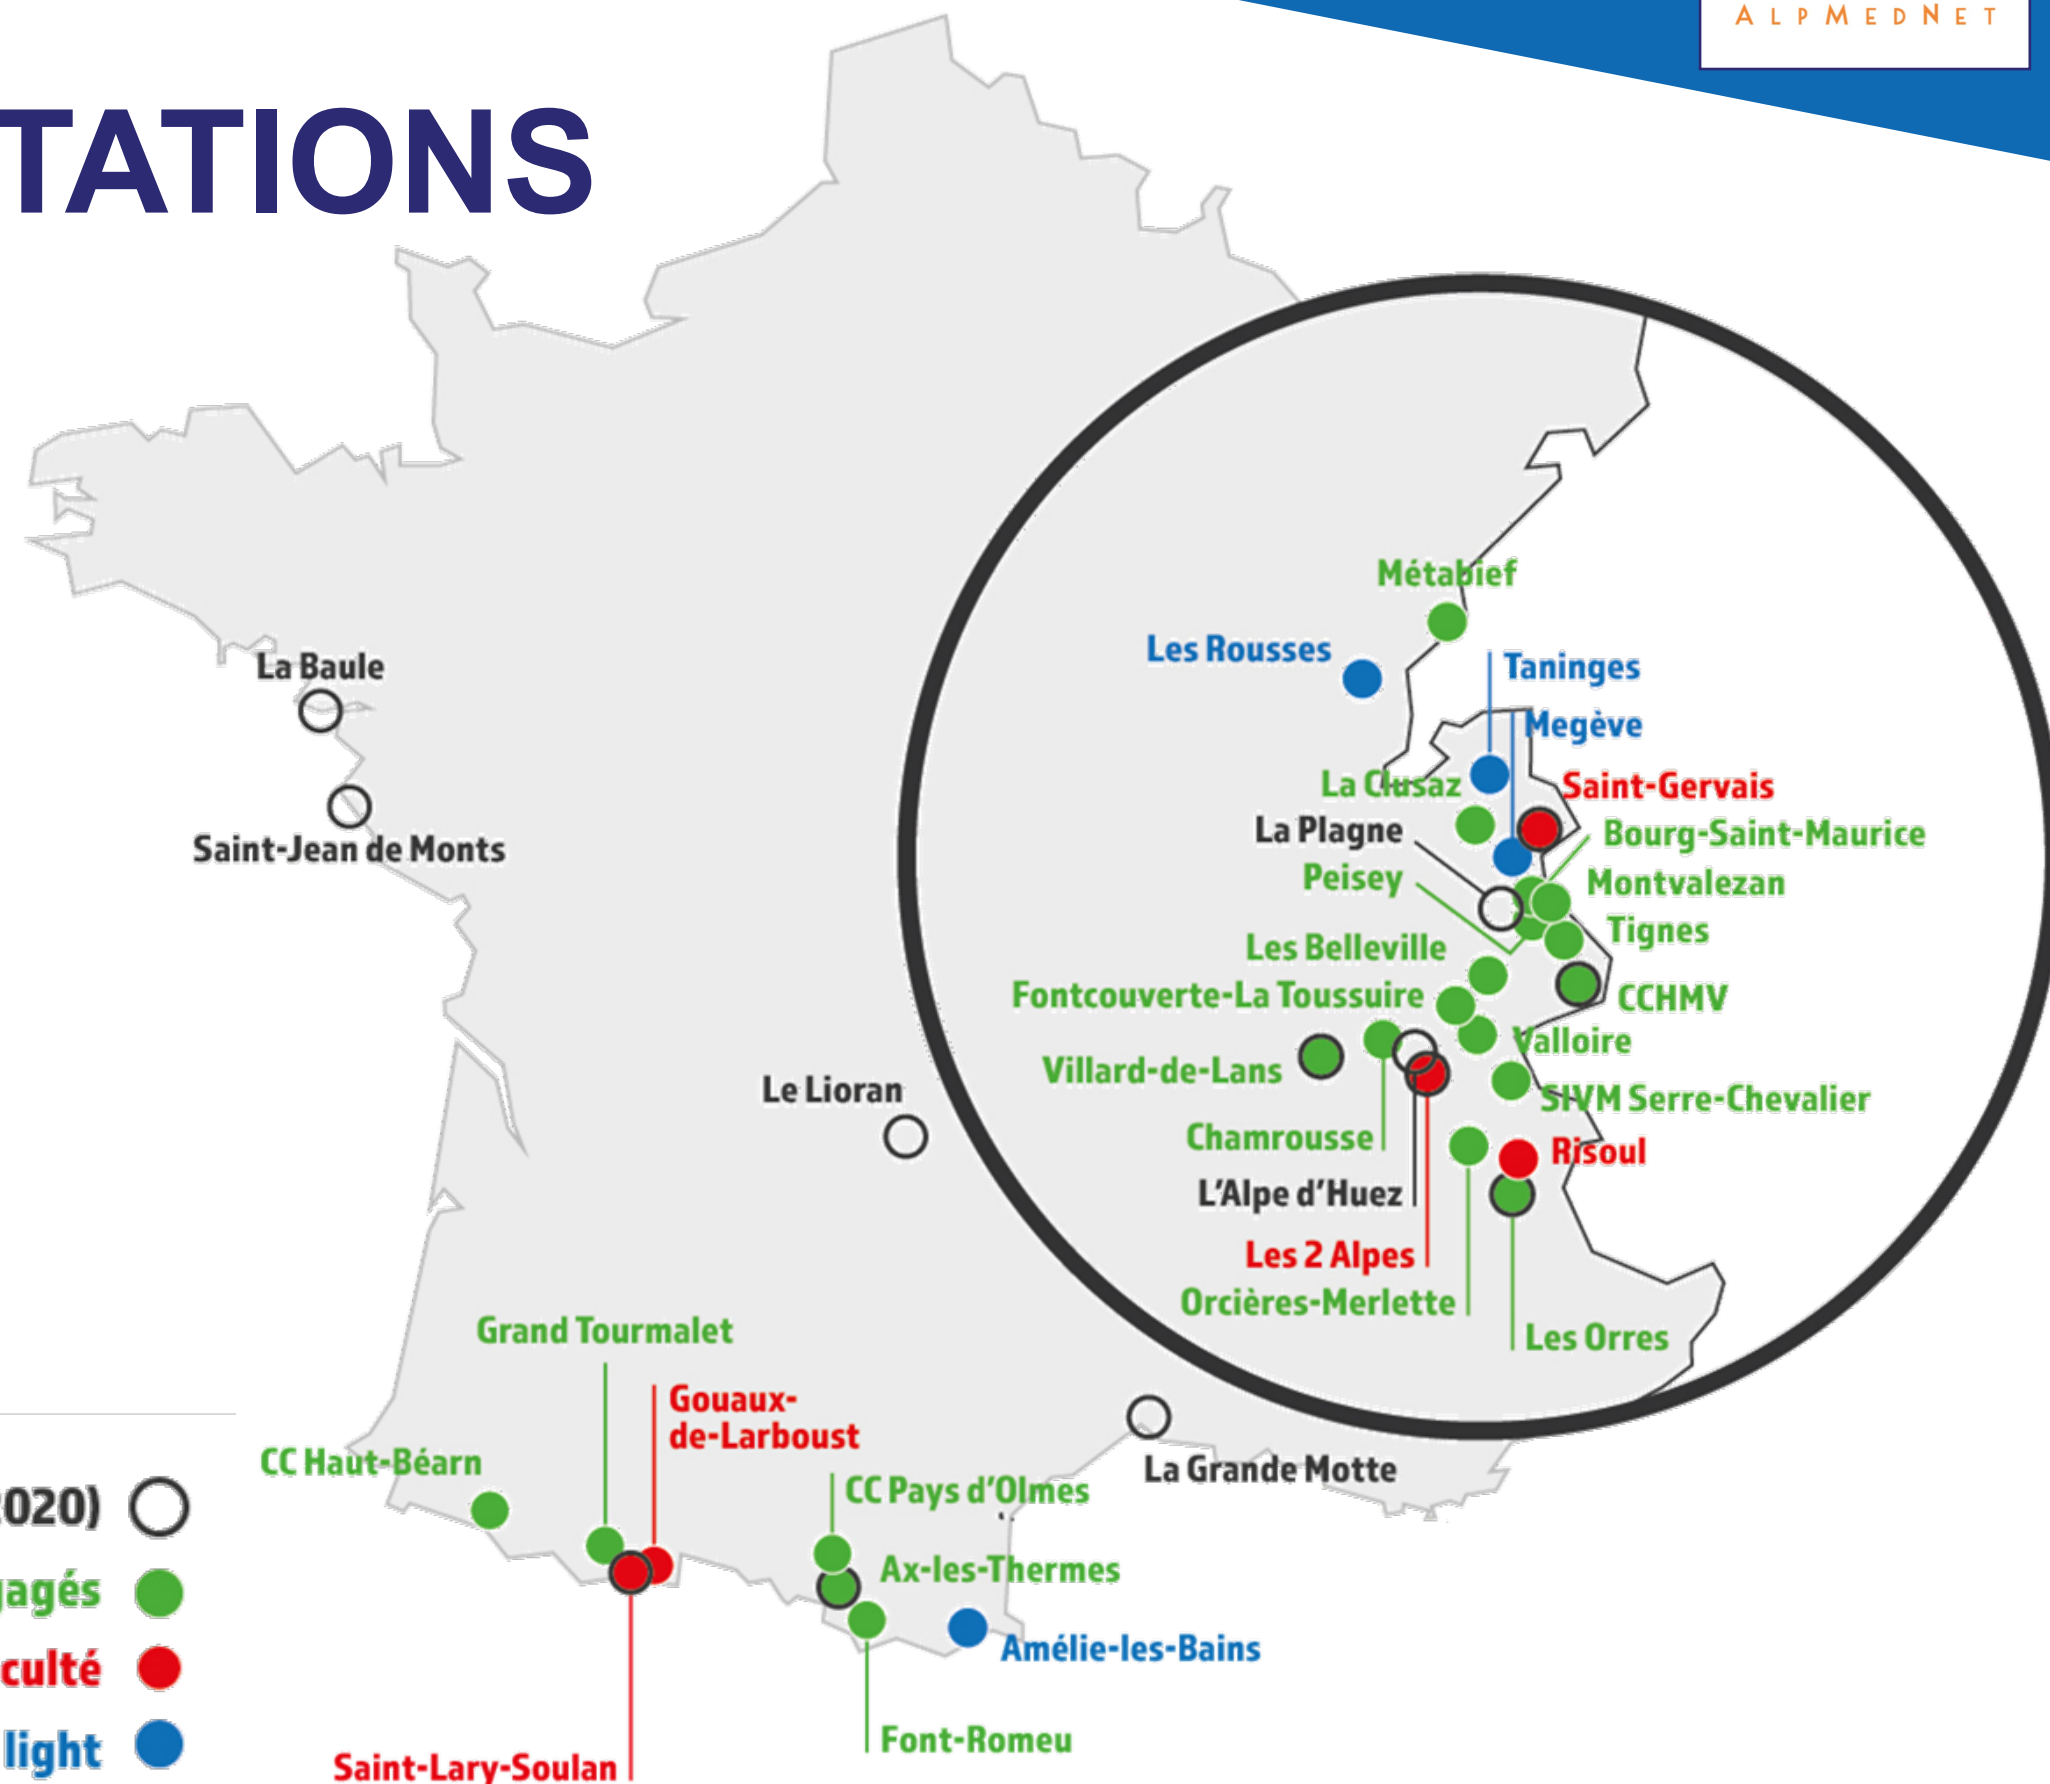 ALPMEDNET
TATIONS
Métabief
Les Rousses
Taninges
La Baule
Megève
La Clusaz
Saint-Gervais
La Plagne
Bourg-Saint-Maurice
Saint-Jean de Monts
Peisey
Montvalezan
Tignes
Les Belleville
Fontcouverte-La Toussuire
CCHMV
Valloire
Villard-de-Lans
Le Lioran
SIVM Serre-Chevalier
Chamrousse
Risoul
L'Alpe d'Huez
Les 2 Alpes
Orcières-Merlette
Grand Tourmalet
Les Orres
Gouaux-
de-Larboust
CC Haut-Béarn
La Grande Motte
CC Pays d'Olmes
020)
Ax-les-Thermes
gagés
Amélie-les-Bains
culté
Font-Romeu
light
Saint-Lary-Soulan